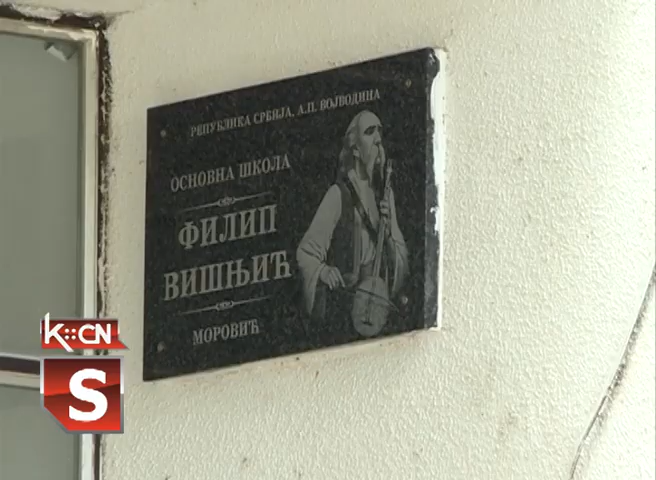 РЕПУБЛИКА СРБИЈА, А.П. ВОЈВОДИНА
ОСНОВНА ШКОЛА
ФИЛИП
ВИШЊИЋ
МОРОВИЋ
K::CN
S